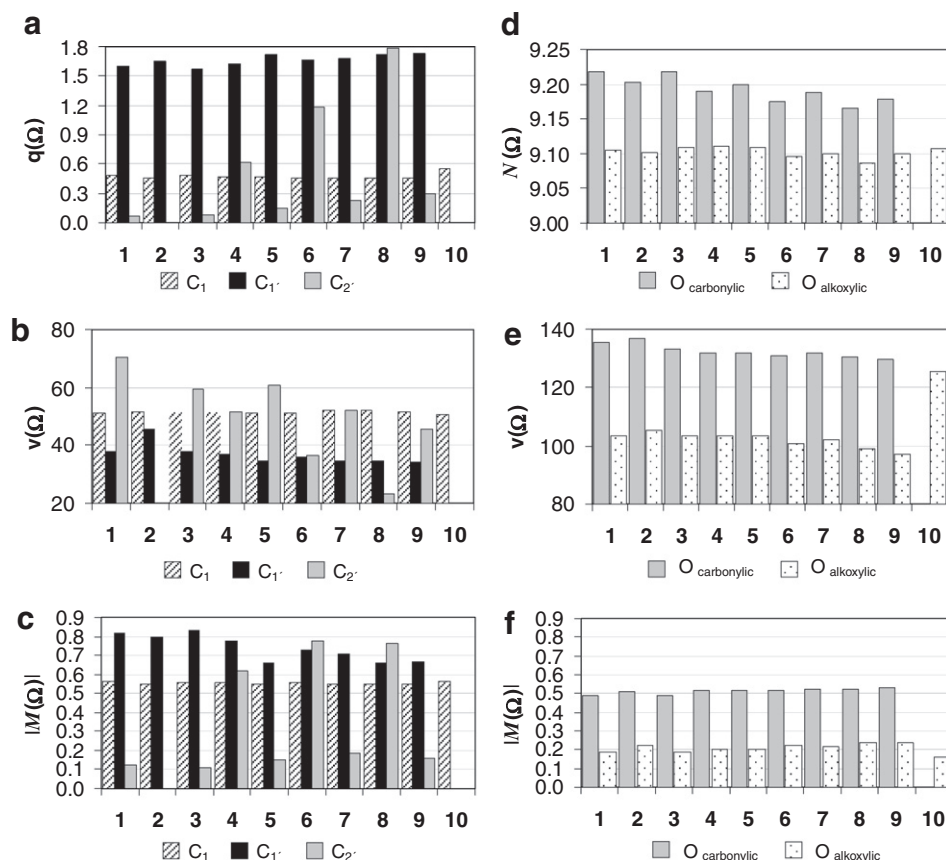 a
q(Ω)
1.8
1.5
1.2
0.9
0.6
0.3
0.0
1 2 3 4 5 6 7 8 9 10
C₁ C₁´ C₂´
b
v(Ω)
80
60
40
20
1 2 3 4 5 6 7 8 9 10
C₁ C₁´ C₂´
c
|M(Ω)|
0.9
0.8
0.7
0.6
0.5
0.4
0.3
0.2
0.1
0.0
1 2 3 4 5 6 7 8 9 10
C₁ C₁´ C₂´
d
N(Ω)
9.25
9.20
9.15
9.10
9.05
9.00
1 2 3 4 5 6 7 8 9 10
O carbonylic O alkoxylic
e
v(Ω)
140
120
100
80
1 2 3 4 5 6 7 8 9 10
O carbonylic O alkoxylic
f
|M(Ω)|
0.9
0.8
0.7
0.6
0.5
0.4
0.3
0.2
0.1
0.0
1 2 3 4 5 6 7 8 9 10
O carbonylic O alkoxylic